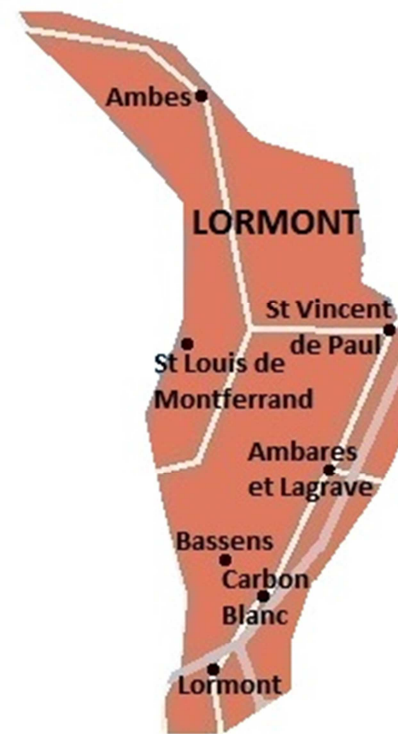 Ambes
LORMONT
St Vincent
de Paul
St Louis de
Montferrand
Ambares
et Lagrave
Bassens
Carbon
Blanc
Lormont